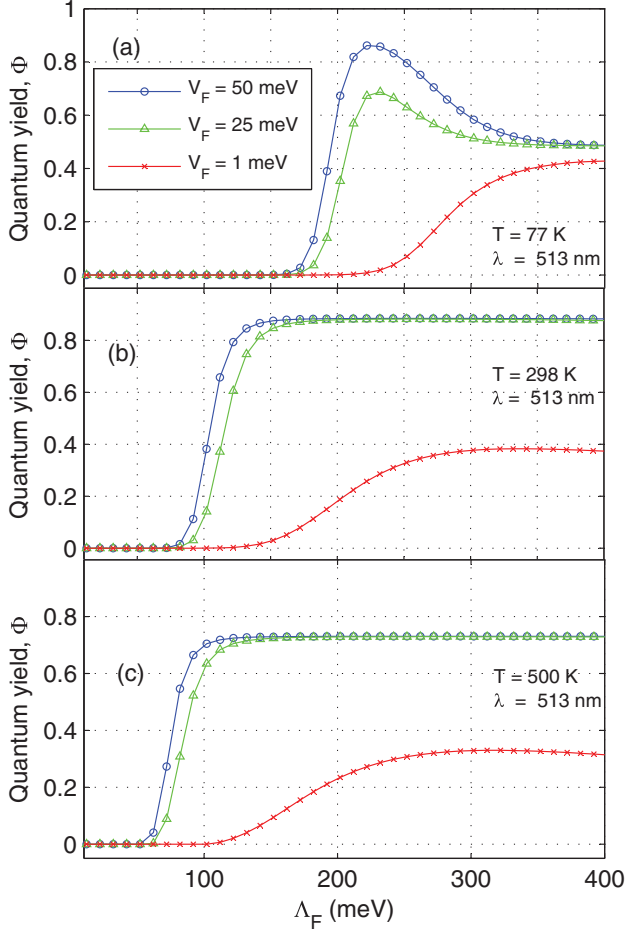 (a)
V_F = 50 meV
V_F = 25 meV
V_F = 1 meV
T = 77 K
λ = 513 nm
Quantum yield, Φ
1
0.8
0.6
0.4
0.2
0
(b)
T = 298 K
λ = 513 nm
Quantum yield, Φ
0.8
0.6
0.4
0.2
0
(c)
T = 500 K
λ = 513 nm
Quantum yield, Φ
0.8
0.6
0.4
0.2
0
100 200 300 400
Λ_F (meV)